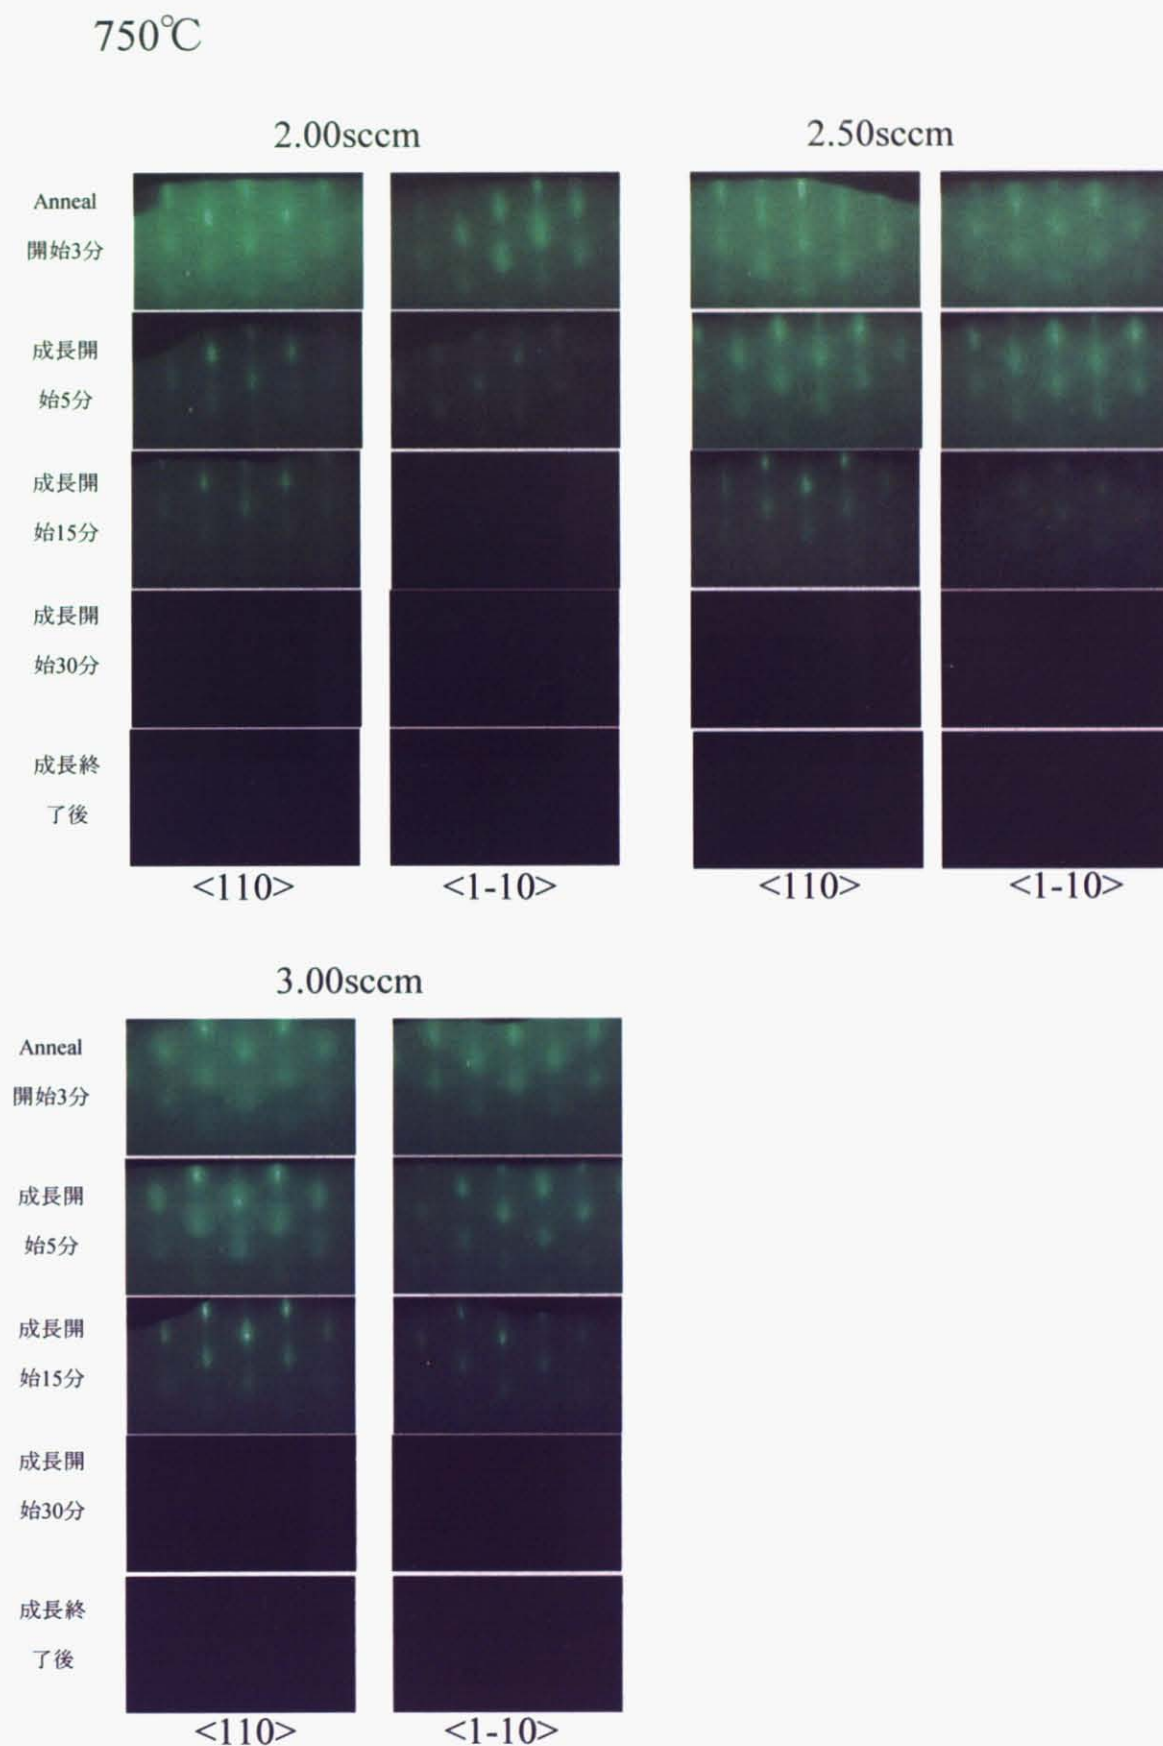 750℃
2.00sccm
2.50sccm
Anneal
開始3分
成長開
始5分
成長開
始15分
成長開
始30分
成長終
了後
<110>
<1-10>
<110>
<1-10>
3.00sccm
Anneal
開始3分
成長開
始5分
成長開
始15分
成長開
始30分
成長終
了後
<110>
<1-10>